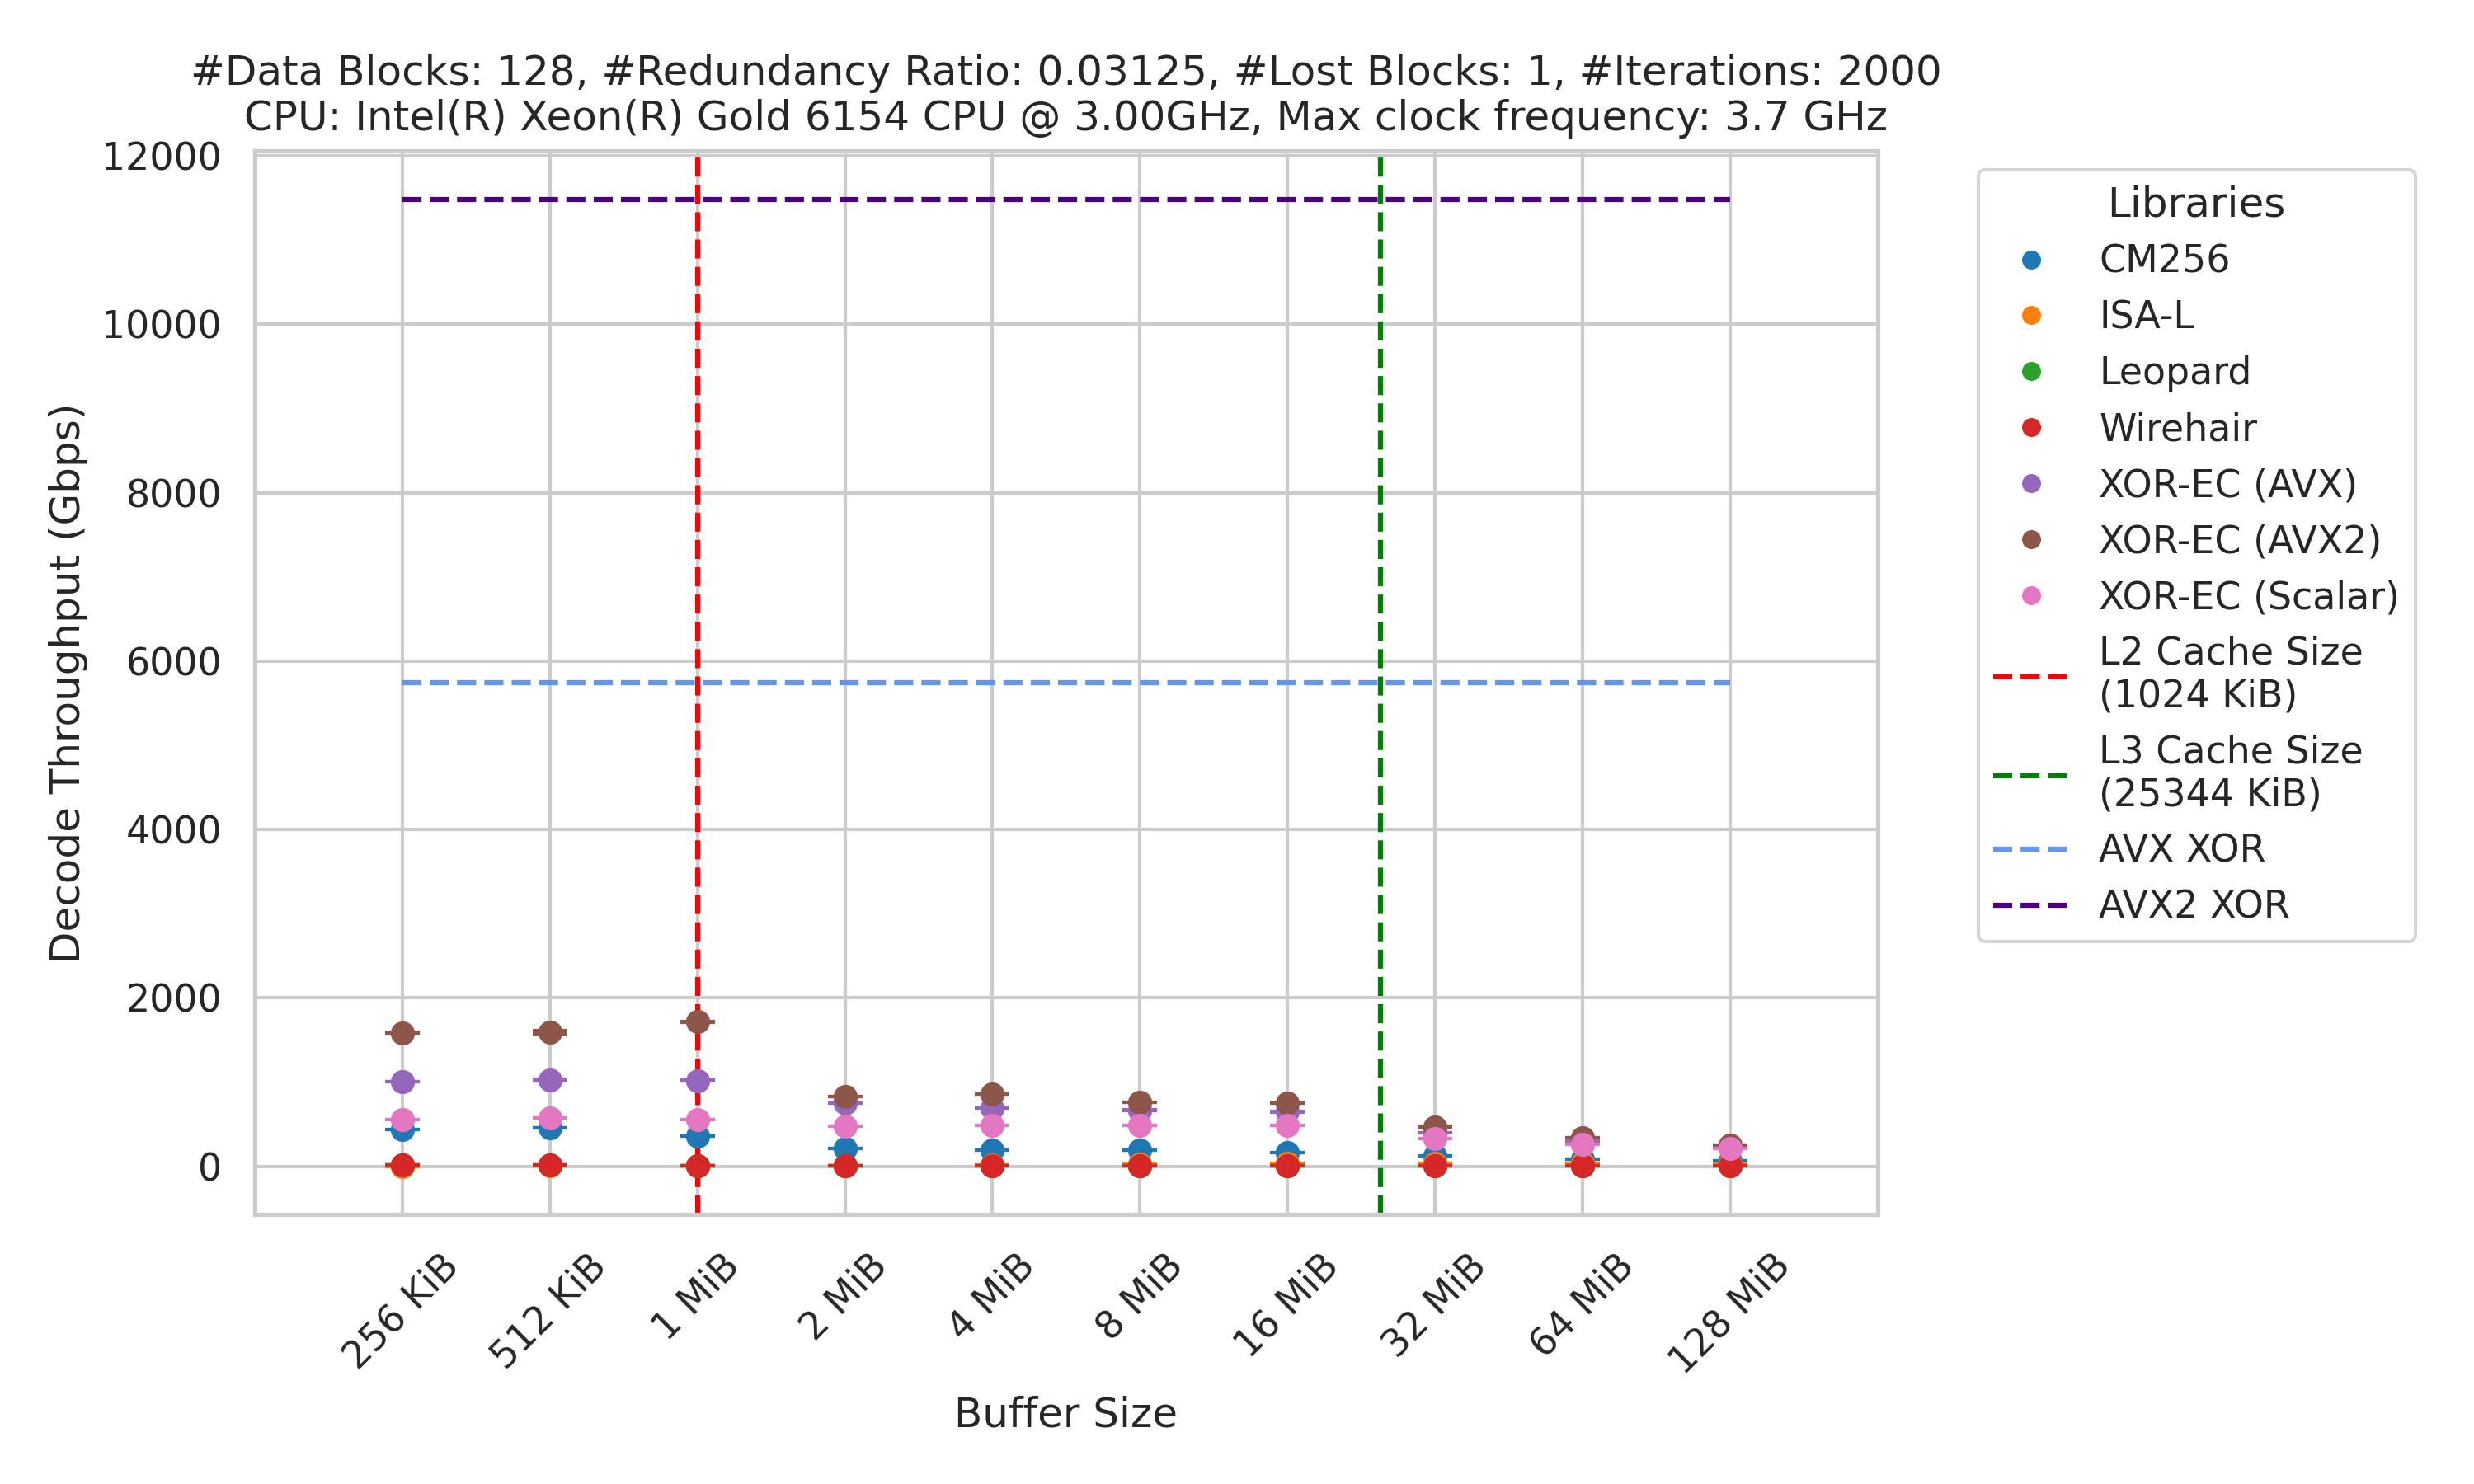 #Data Blocks: 128, #Redundancy Ratio: 0.03125, #Lost Blocks: 1, #Iterations: 2000
CPU: Intel(R) Xeon(R) Gold 6154 CPU @ 3.00GHz, Max clock frequency: 3.7 GHz
Decode Throughput (Gbps)
12000
10000
8000
6000
4000
2000
0
256 KiB
512 KiB
1 MiB
2 MiB
4 MiB
8 MiB
16 MiB
32 MiB
64 MiB
128 MiB
Buffer Size
Libraries
CM256
ISA-L
Leopard
Wirehair
XOR-EC (AVX)
XOR-EC (AVX2)
XOR-EC (Scalar)
L2 Cache Size
(1024 KiB)
L3 Cache Size
(25344 KiB)
AVX XOR
AVX2 XOR